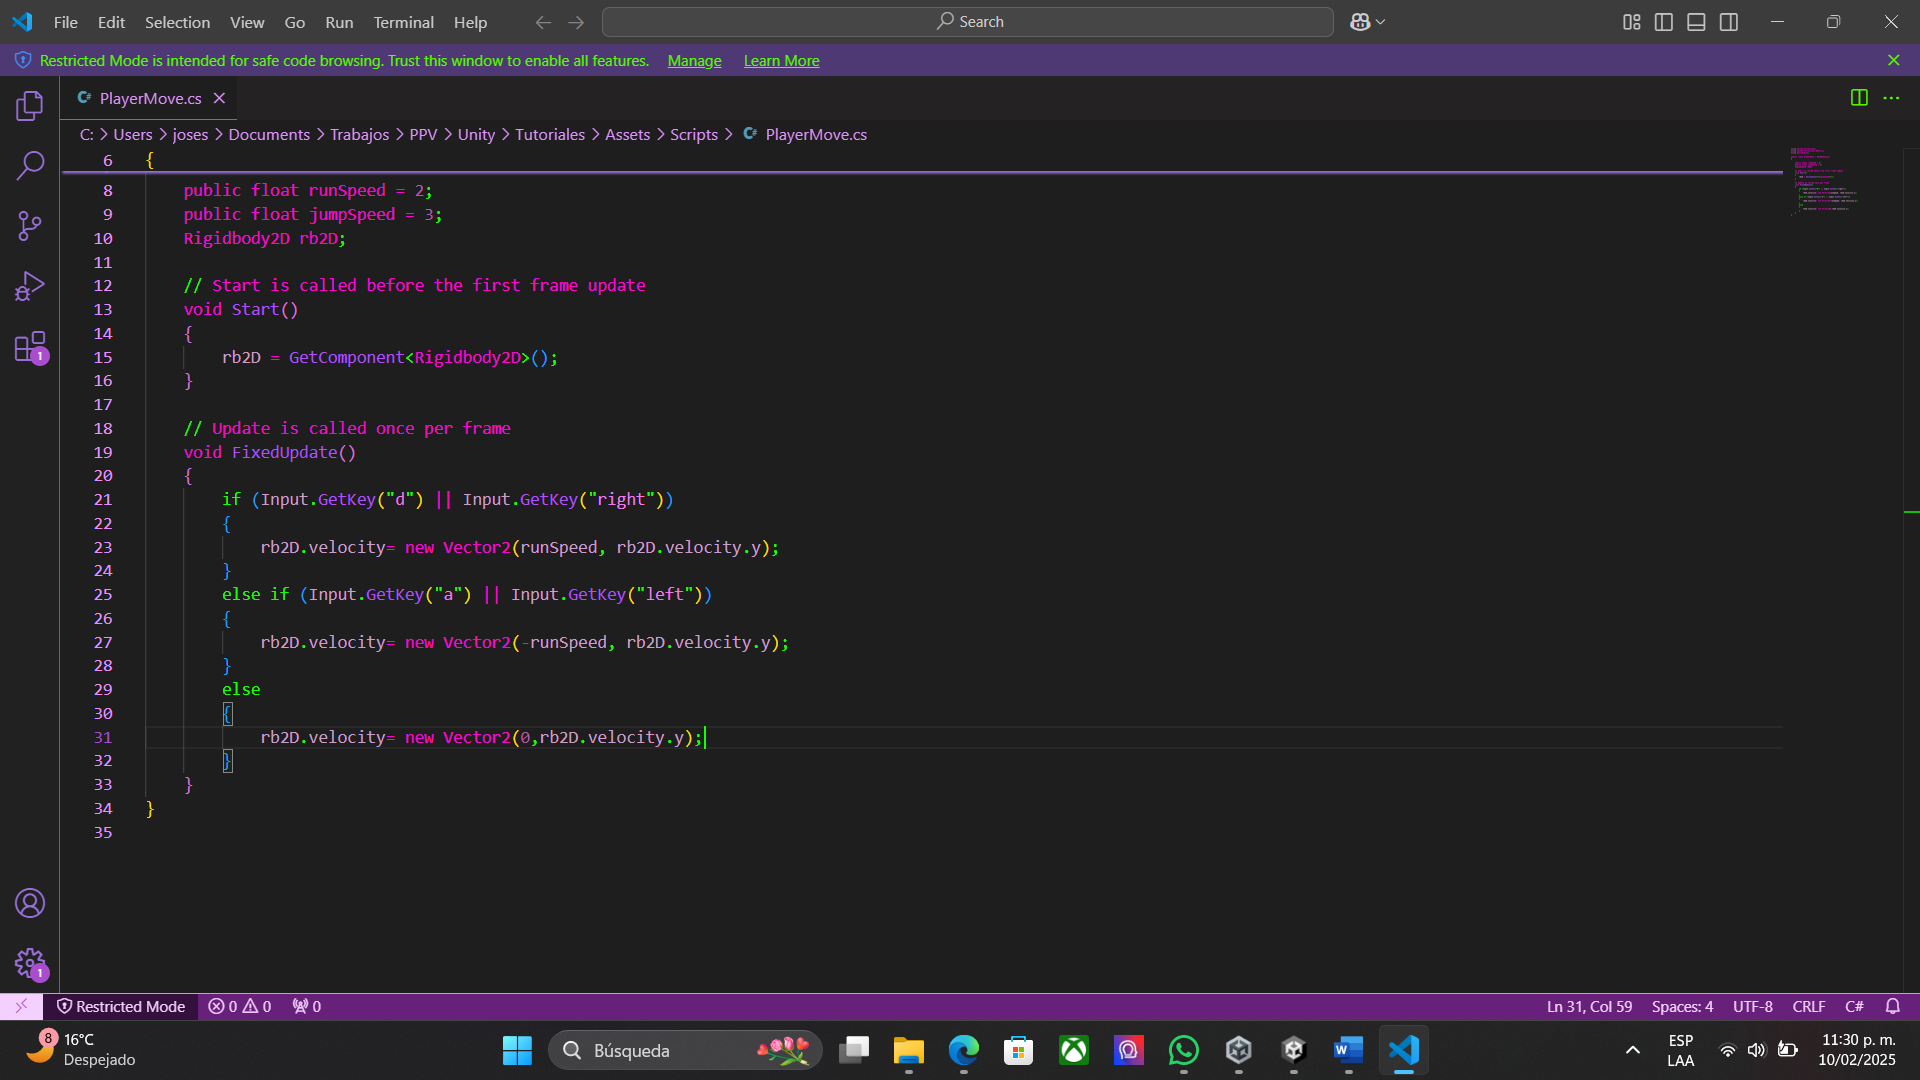 File Edit Selection View Go Run Terminal Help Search
Restricted Mode is intended for safe code browsing. Trust this window to enable all features. Manage Learn More
C# PlayerMove.cs
C: > Users > joses > Documents > Trabajos > PPV > Unity > Tutoriales > Assets > Scripts > C# PlayerMove.cs
6 {
8 public float runSpeed = 2;
9 public float jumpSpeed = 3;
10 Rigidbody2D rb2D;
11
12 // Start is called before the first frame update
13 void Start()
14 {
15 rb2D = GetComponent<Rigidbody2D>();
16 }
17
18 // Update is called once per frame
19 void FixedUpdate()
20 {
21 if (Input.GetKey("d") || Input.GetKey("right"))
22 {
23 rb2D.velocity= new Vector2(runSpeed, rb2D.velocity.y);
24 }
25 else if (Input.GetKey("a") || Input.GetKey("left"))
26 {
27 rb2D.velocity= new Vector2(-runSpeed, rb2D.velocity.y);
28 }
29 else
30 {
31 rb2D.velocity= new Vector2(0,rb2D.velocity.y);
32 }
33 }
34 }
35
1
1
Restricted Mode 0 0 0 Ln 31, Col 59 Spaces: 4 UTF-8 CRLF C#
8 16°C
Despejado
Búsqueda
W
ESP
LAA
11:30 p. m.
10/02/2025